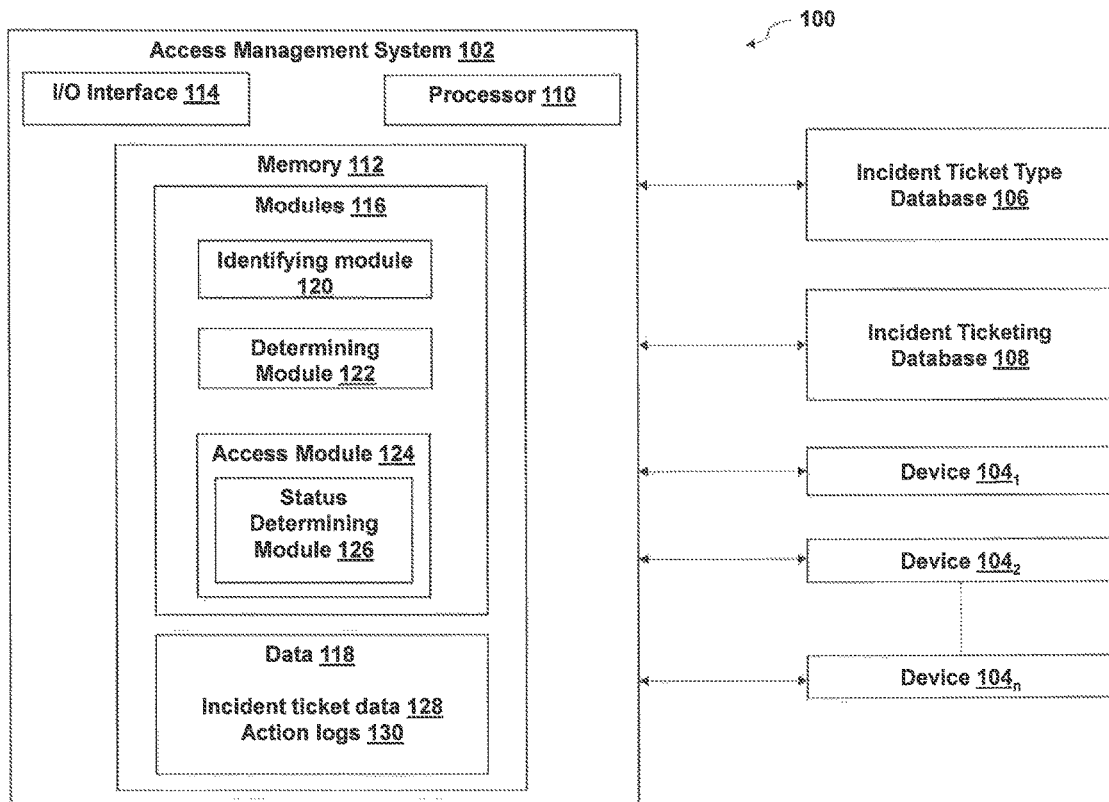 100
Access Management System 102
I/O Interface 114
Processor 110
Memory 112
Modules 116
Identifying module
120
Determining
Module 122
Access Module 124
Status
Determining
Module 126
Data 118
Incident ticket data 128
Action logs 130
Incident Ticket Type
Database 106
Incident Ticketing
Database 108
Device 104₁
Device 104₂
Device 104ₙ